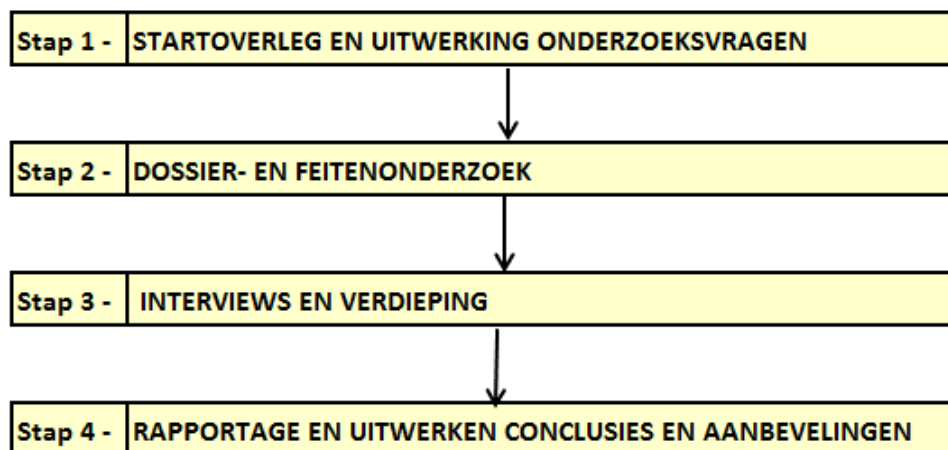 Stap 1 - STARTOVERLEG EN UITWERKING ONDERZOEKSVRAGEN
Stap 2 - DOSSIER- EN FEITENONDERZOEK
Stap 3 - INTERVIEWS EN VERDIEPING
Stap 4 - RAPPORTAGE EN UITWERKEN CONCLUSIES EN AANBEVELINGEN